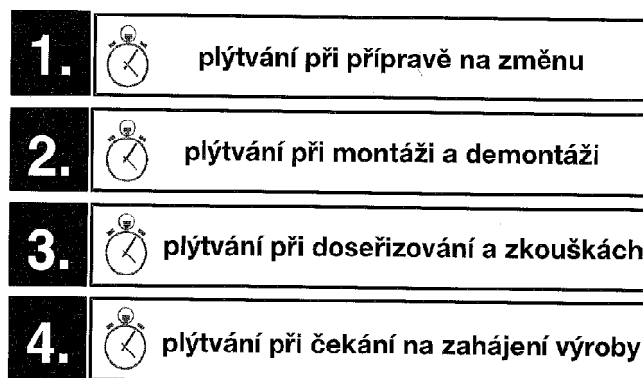 1. plýtvání při přípravě na změnu
2. plýtvání při montáži a demontáži
3. plýtvání při doseřizování a zkouškách
4. plýtvání při čekání na zahájení výroby